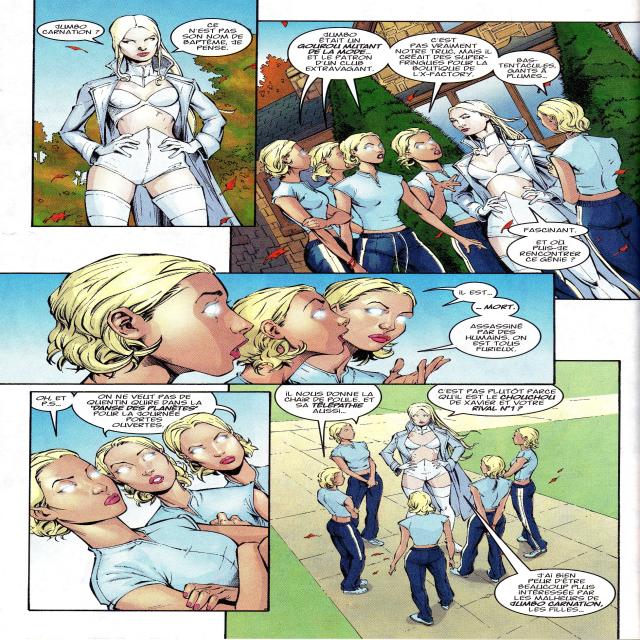 JUMBO
CARNATION ?
CE
N'EST PAS
SON NOM DE
BAPTÊME, JE
PENSE.
JUMBO
ÉTAIT UN
GOUROU MUTANT
DE LA MODE...
ET LE PATRON
D'UN CLUB
EXTRAVAGANT.
C'EST
PAS VRAIMENT
NOTRE TRUC, MAIS IL
CRÉAIT DES SUPER-
FRINGUES POUR LA
BOUTIQUE DE
L'X-FACTORY.
BAS-
TENTACULES,
GANTS À
PLUMES...
FASCINANT.
ET OÙ
PUIS-JE
RENCONTRER
CE GÉNIE ?
IL EST...
... MORT.
ASSASSINÉ
PAR DES
HUMAINS. ON
EST TOUS
FURIEUX.
OH, ET
P.S...
ON NE VEUT PAS DE
QUENTIN QUIRE DANS LA
"DANSE DES PLANÈTES"
POUR LA JOURNÉE
PORTES
OUVERTES.
IL NOUS DONNE LA
CHAIR DE POULE. ET
SA TÉLÉPATHIE
AUSSI...
C'EST PAS PLUTÔT PARCE
QU'IL EST LE CHOUCHOU
DE XAVIER ET VOTRE
RIVAL N°1 ?
J'AI BIEN
PEUR D'ÊTRE
BEAUCOUP PLUS
INTÉRESSÉE PAR
LES MALHEURS DE
JUMBO CARNATION,
LES FILLES...